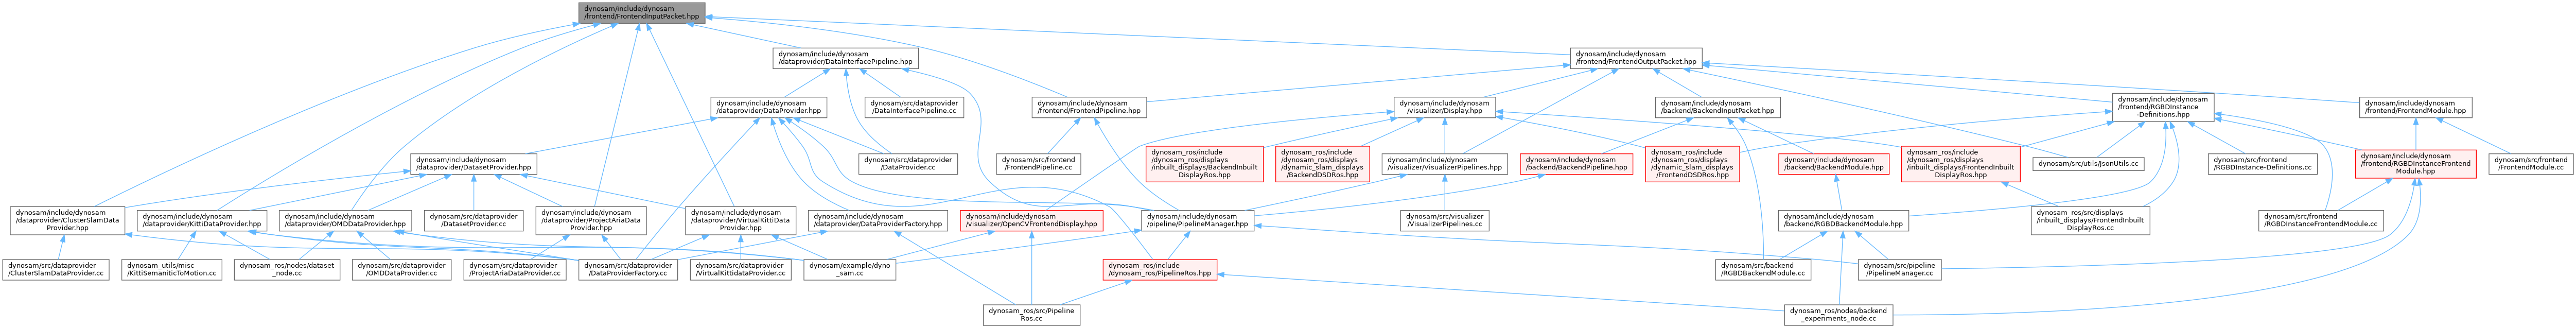 dynosam/include/dynosam
/frontend/FrontendInputPacket.hpp
dynosam/include/dynosam
/dataprovider/DataInterfacePipeline.hpp
dynosam/include/dynosam
/frontend/FrontendOutputPacket.hpp
dynosam/include/dynosam
/dataprovider/DataProvider.hpp
dynosam/src/dataprovider
/DataInterfacePipeline.cc
dynosam/include/dynosam
/frontend/FrontendPipeline.hpp
dynosam/include/dynosam
/visualizer/Display.hpp
dynosam/include/dynosam
/backend/BackendInputPacket.hpp
dynosam/include/dynosam
/frontend/RGBDInstance
-Definitions.hpp
dynosam/include/dynosam
/frontend/FrontendModule.hpp
dynosam/include/dynosam
/dataprovider/DatasetProvider.hpp
dynosam/src/dataprovider
/DataProvider.cc
dynosam/src/frontend
/FrontendPipeline.cc
dynosam_ros/include
/dynosam_ros/displays
/inbuilt_displays/BackendInbuilt
DisplayRos.hpp
dynosam_ros/include
/dynosam_ros/displays
/dynamic_slam_displays
/BackendDSDRos.hpp
dynosam/include/dynosam
/visualizer/VisualizerPipelines.hpp
dynosam/include/dynosam
/backend/BackendPipeline.hpp
dynosam_ros/include
/dynosam_ros/displays
/dynamic_slam_displays
/FrontendDSDRos.hpp
dynosam/include/dynosam
/backend/BackendModule.hpp
dynosam_ros/include
/dynosam_ros/displays
/inbuilt_displays/FrontendInbuilt
DisplayRos.hpp
dynosam/src/utils/JsonUtils.cc
dynosam/src/frontend
/RGBDInstance-Definitions.cc
dynosam/include/dynosam
/frontend/RGBDInstanceFrontend
Module.hpp
dynosam/src/frontend
/FrontendModule.cc
dynosam/include/dynosam
/dataprovider/ClusterSlamData
Provider.hpp
dynosam/include/dynosam
/dataprovider/KittiDataProvider.hpp
dynosam/include/dynosam
/dataprovider/OMDDataProvider.hpp
dynosam/src/dataprovider
/DatasetProvider.cc
dynosam/include/dynosam
/dataprovider/ProjectAriaData
Provider.hpp
dynosam/include/dynosam
/dataprovider/VirtualKittiData
Provider.hpp
dynosam/include/dynosam
/dataprovider/DataProviderFactory.hpp
dynosam/include/dynosam
/visualizer/OpenCVFrontendDisplay.hpp
dynosam/include/dynosam
/pipeline/PipelineManager.hpp
dynosam/src/visualizer
/VisualizerPipelines.cc
dynosam/include/dynosam
/backend/RGBDBackendModule.hpp
dynosam_ros/src/displays
/inbuilt_displays/FrontendInbuilt
DisplayRos.cc
dynosam/src/frontend
/RGBDInstanceFrontendModule.cc
dynosam/src/dataprovider
/ClusterSlamDataProvider.cc
dynosam_utils/misc
/KittiSemaniticToMotion.cc
dynosam_ros/nodes/dataset
_node.cc
dynosam/src/dataprovider
/OMDDataProvider.cc
dynosam/src/dataprovider
/ProjectAriaDataProvider.cc
dynosam/src/dataprovider
/DataProviderFactory.cc
dynosam/src/dataprovider
/VirtualKittidataProvider.cc
dynosam/example/dyno
_sam.cc
dynosam_ros/include
/dynosam_ros/PipelineRos.hpp
dynosam/src/backend
/RGBDBackendModule.cc
dynosam/src/pipeline
/PipelineManager.cc
dynosam_ros/src/Pipeline
Ros.cc
dynosam_ros/nodes/backend
_experiments_node.cc